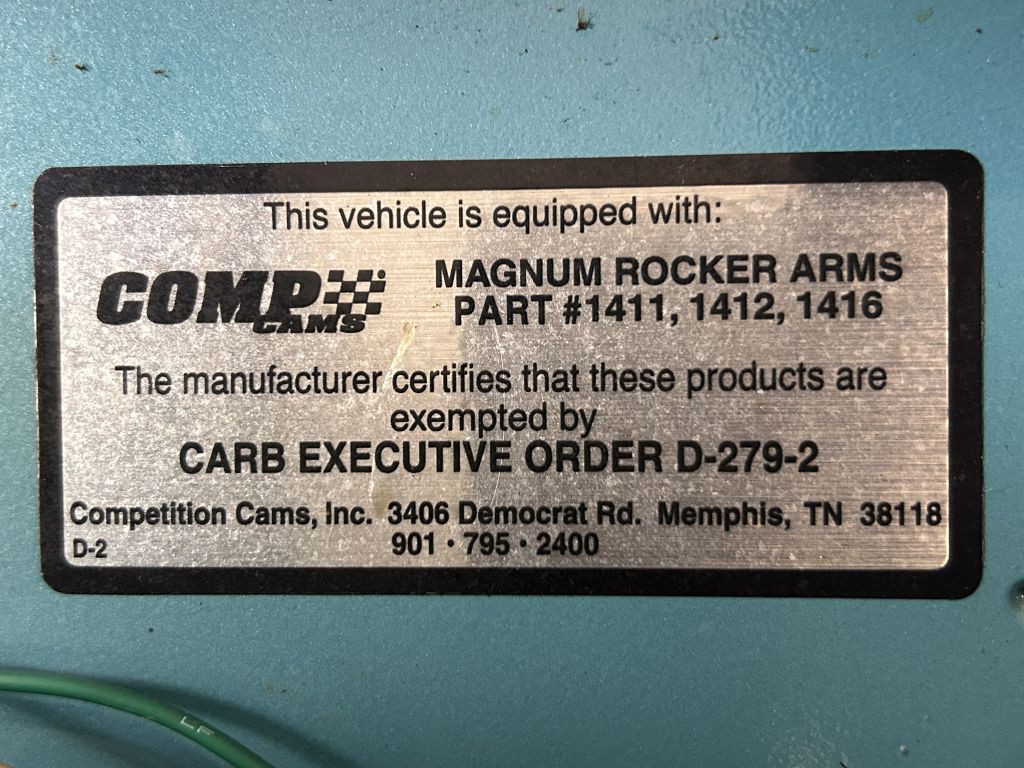 This vehicle is equipped with:
COMP CAMS
MAGNUM ROCKER ARMS
PART #1411, 1412, 1416
The manufacturer certifies that these products are
exempted by
CARB EXECUTIVE ORDER D-279-2
Competition Cams, Inc. 3406 Democrat Rd. Memphis, TN 38118
D-2
901 · 795 · 2400
LF